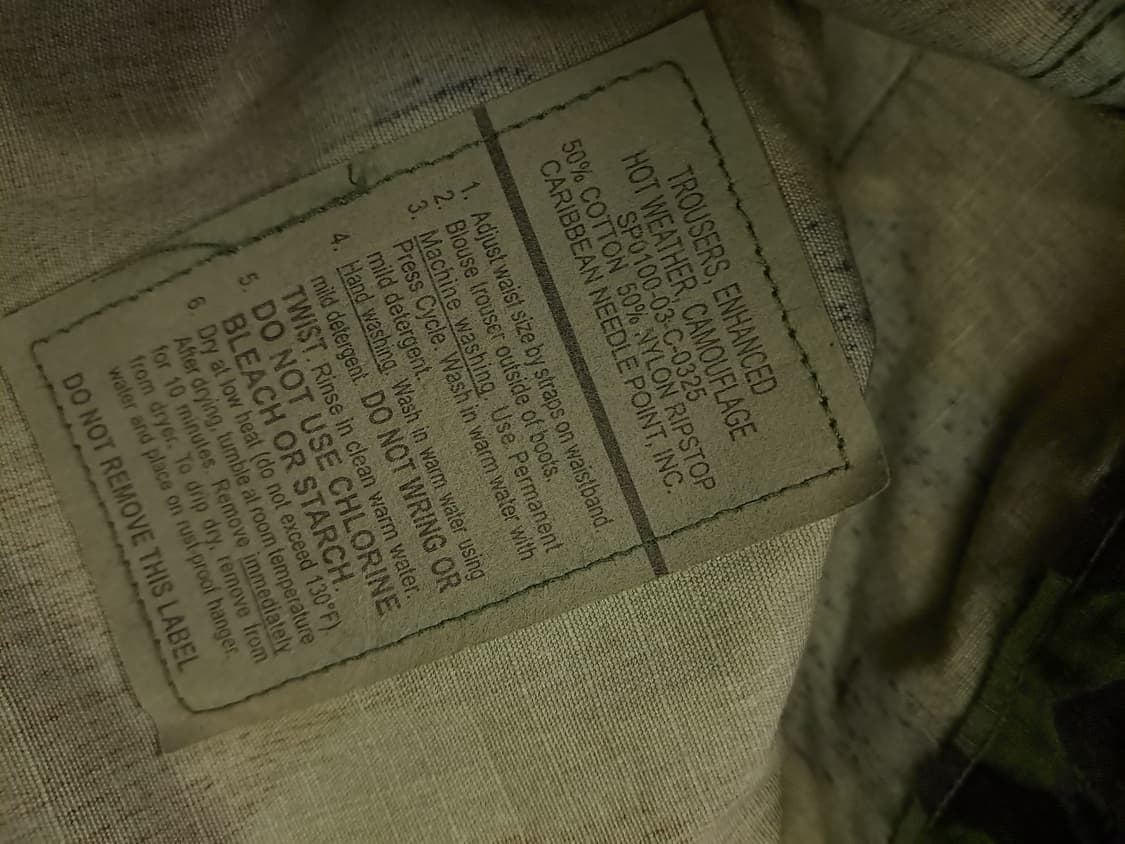 TROUSERS, ENHANCED
HOT WEATHER, CAMOUFLAGE
SP0100-03-C-0325
50% COTTON 50% NYLON RIPSTOP
CARIBBEAN NEEDLE POINT, INC.
1. Adjust waist size by straps on waistband.
2. Blouse trouser outside of boots.
3. Machine washing. Use Permanent
Press Cycle. Wash in warm water with
mild detergent.
4. Hand washing. Wash in warm water using
mild detergent. DO NOT WRING OR
TWIST. Rinse in clean warm water.
5. DO NOT USE CHLORINE
BLEACH OR STARCH.
6. Dry at low heat (do not exceed 130°F)
After drying, tumble at room temperature
for 10 minutes. Remove immediately
from dryer. To drip dry, remove from
water and place on rust-proof hanger.
DO NOT REMOVE THIS LABEL